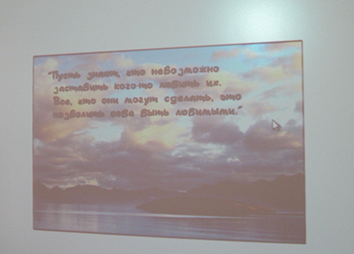 "Пусть знают, что невозможно
заставить кого-то любить их.
Все, что они могут сделать, это
позволить себе быть любимыми."